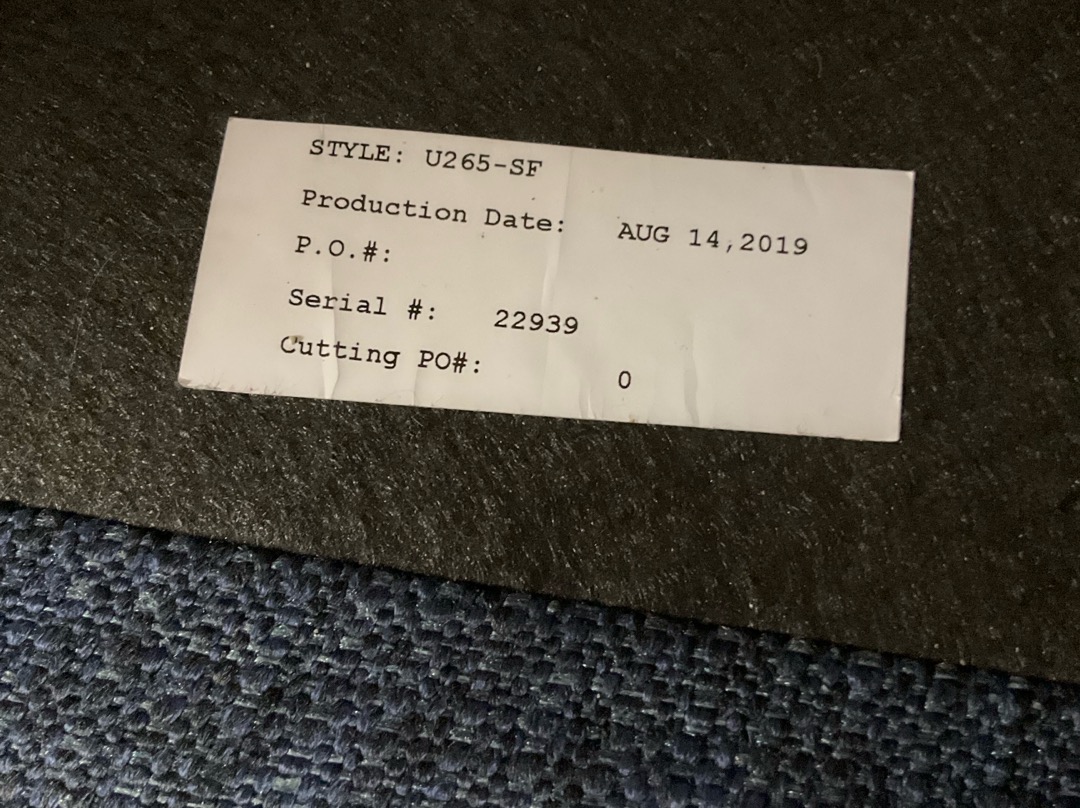 STYLE: U265-SF
Production Date: AUG 14,2019
P.O.#:
Serial #: 22939
Cutting PO#: 0